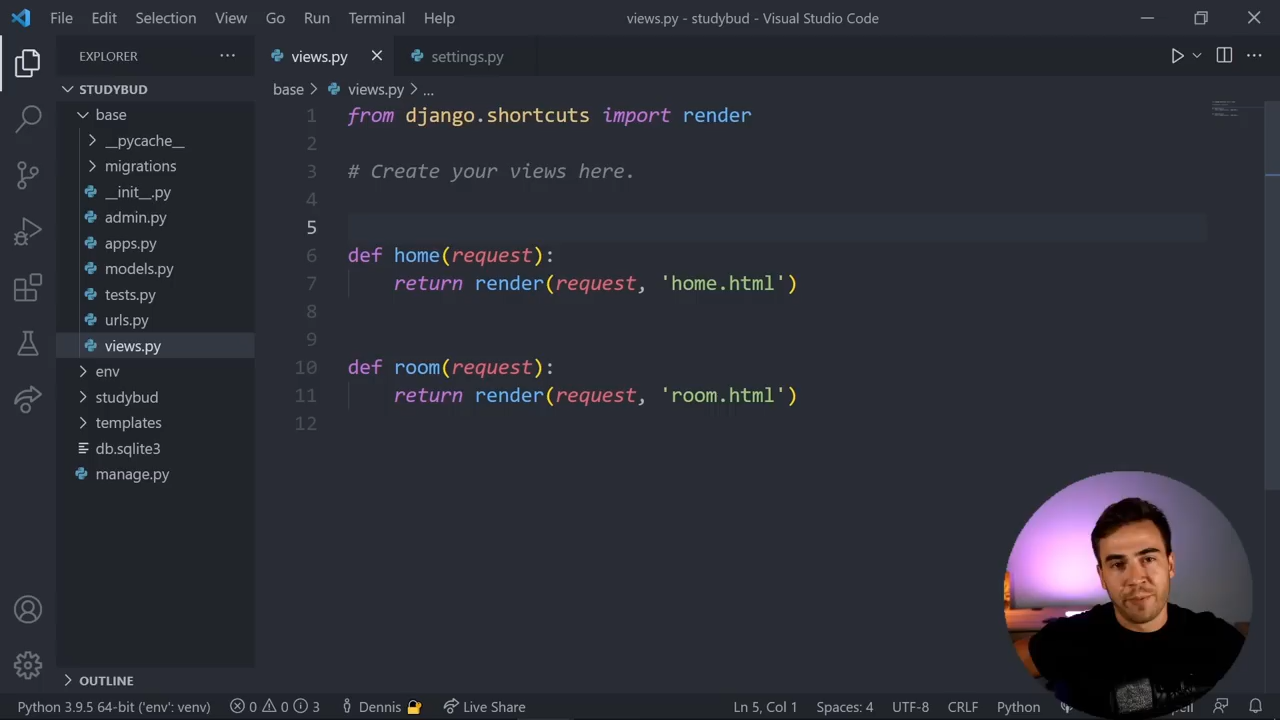 File Edit Selection View Go Run Terminal Help
views.py - studybud - Visual Studio Code
EXPLORER
STUDYBUD
base
__pycache__
migrations
__init__.py
admin.py
apps.py
models.py
tests.py
urls.py
views.py
env
studybud
templates
db.sqlite3
manage.py
OUTLINE
views.py settings.py
base > views.py > ...
1 from django.shortcuts import render
2
3 # Create your views here.
4
5
6 def home(request):
7 return render(request, 'home.html')
8
9
10 def room(request):
11 return render(request, 'room.html')
12
Python 3.9.5 64-bit ('env': venv) 0 0 3 Dennis Live Share Ln 5, Col 1 Spaces: 4 UTF-8 CRLF Python